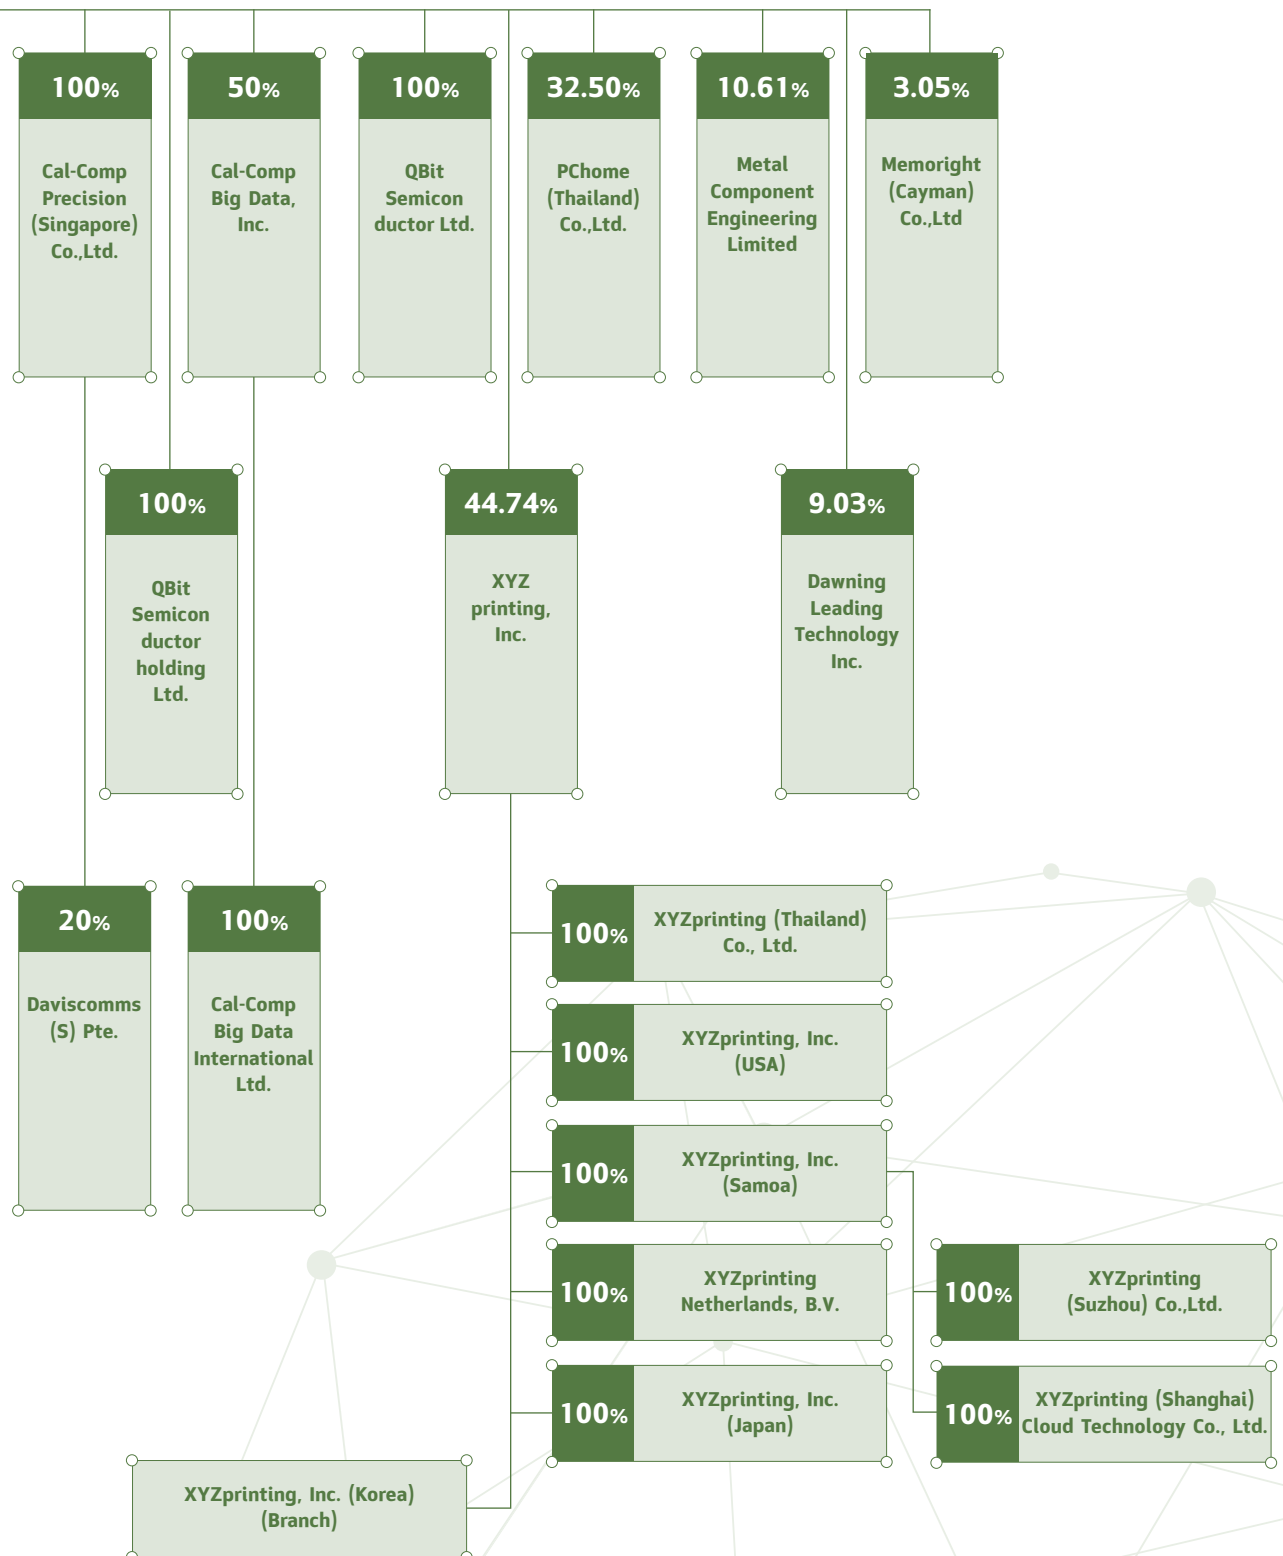 100%
Cal-Comp
Precision
(Singapore)
Co.,Ltd.
50%
Cal-Comp
Big Data,
Inc.
100%
QBit
Semicon
ductor Ltd.
32.50%
PChome
(Thailand)
Co.,Ltd.
10.61%
Metal
Component
Engineering
Limited
3.05%
Memoright
(Cayman)
Co.,Ltd
100%
QBit
Semicon
ductor
holding
Ltd.
44.74%
XYZ
printing,
Inc.
9.03%
Dawning
Leading
Technology
Inc.
20%
Daviscomms
(S) Pte.
100%
Cal-Comp
Big Data
International
Ltd.
100%
XYZprinting (Thailand)
Co., Ltd.
100%
XYZprinting, Inc.
(USA)
100%
XYZprinting, Inc.
(Samoa)
100%
XYZprinting
Netherlands, B.V.
100%
XYZprinting
(Suzhou) Co.,Ltd.
100%
XYZprinting, Inc.
(Japan)
100%
XYZprinting (Shanghai)
Cloud Technology Co., Ltd.
XYZprinting, Inc. (Korea)
(Branch)